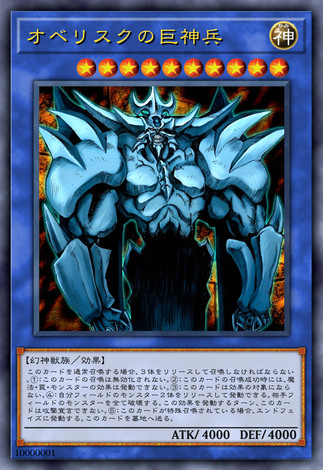 オベリスクの巨神兵
神
【幻神獣族／効果】
このカードを通常召喚する場合、３体をリリースして召喚しなければならない。
①：このカードの召喚は無効化されない。②：このカードの召喚成功時には、魔
法・罠・モンスターの効果は発動できない。③：このカードは効果の対象になら
ない。④：自分フィールドのモンスター２体をリリースして発動できる。相手フ
ィールドのモンスターを全て破壊する。この効果を発動するターン、このカー
ドは攻撃宣言できない。⑤：このカードが特殊召喚されている場合、エンドフェ
イズに発動する。このカードを墓地へ送る。
ATK/ 4000 DEF/ 4000
10000001